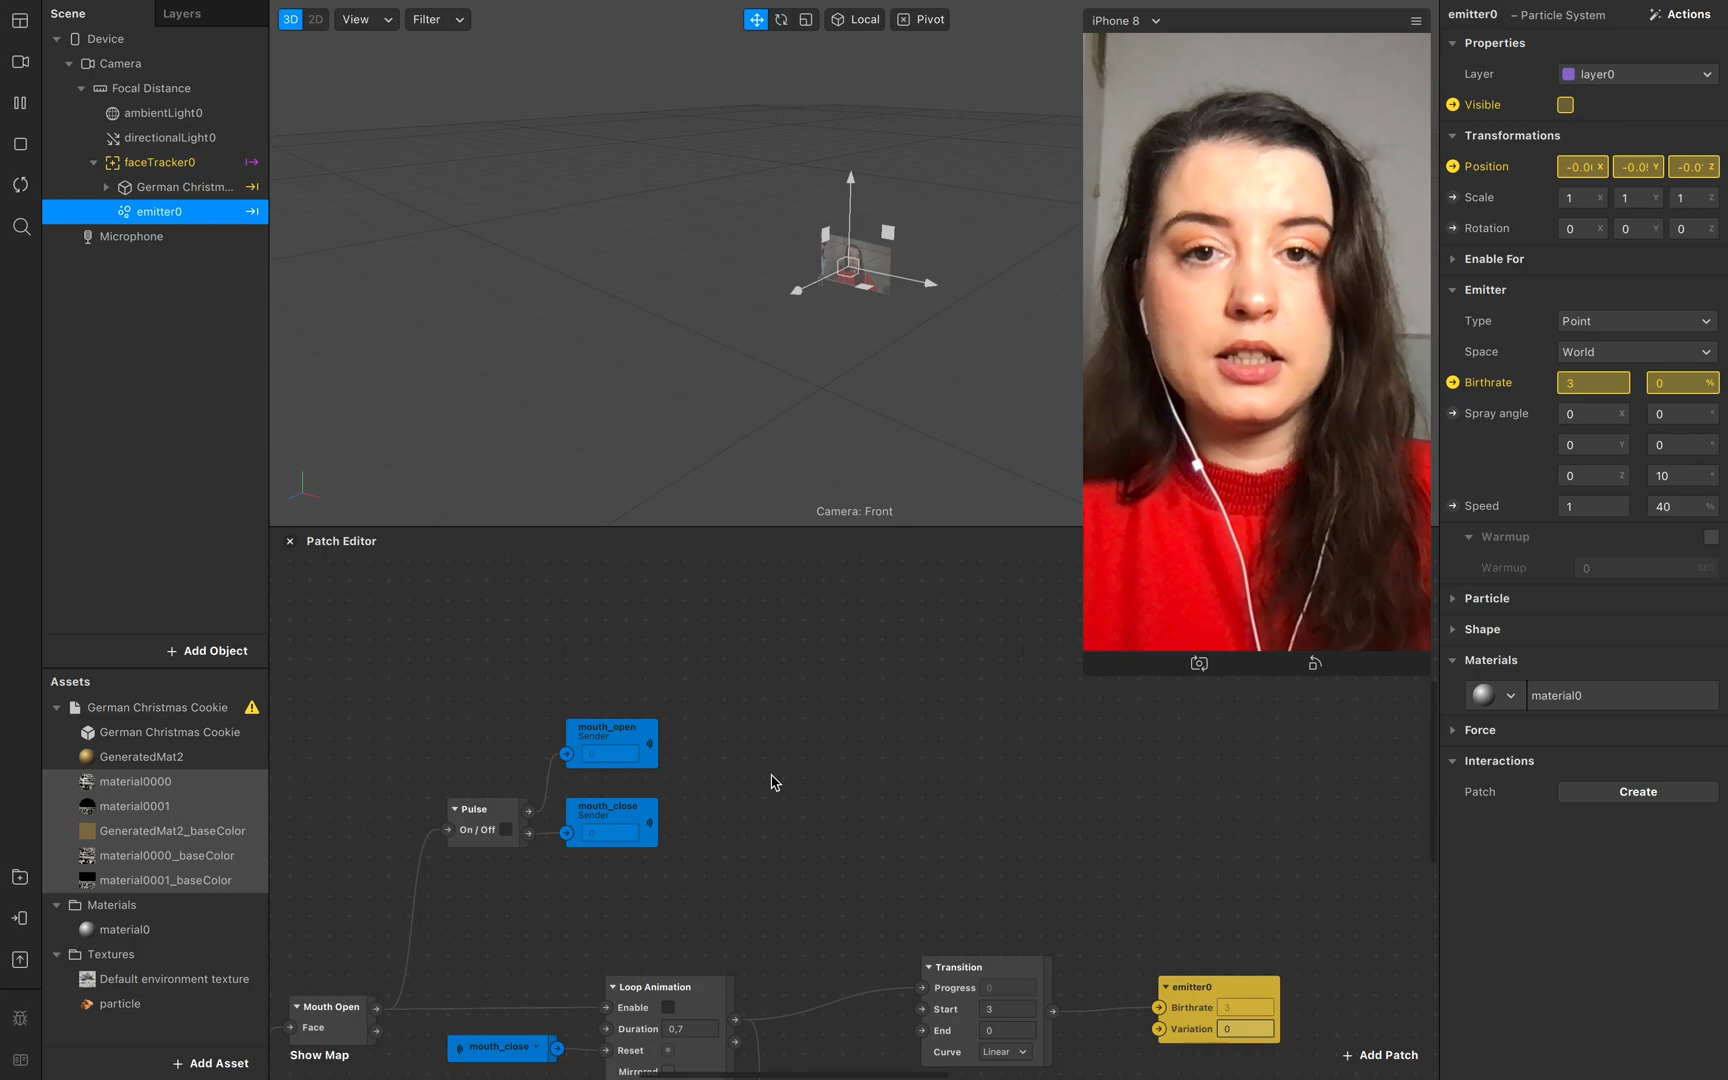 Scene
Layers
Device
Camera
Focal Distance
ambientLight0
directionalLight0
faceTracker0
German Christm...
emitter0
Microphone
+ Add Object
Assets
German Christmas Cookie
German Christmas Cookie
GeneratedMat2
material0000
material0001
GeneratedMat2_baseColor
material0000_baseColor
material0001_baseColor
Materials
material0
Textures
Default environment texture
particle
+ Add Asset
3D 2D View Filter Local Pivot
Camera: Front
iPhone 8
Patch Editor
mouth_open
Sender
0
mouth_close
Sender
0
Pulse
On / Off
Mouth Open
Face
Show Map
mouth_close
Loop Animation
Enable
Duration 0,7
Reset
Mirrored
Transition
Progress 0
Start 3
End 0
Curve Linear
emitter0
Birthrate 3
Variation 0
+ Add Patch
emitter0 – Particle System Actions
Properties
Layer layer0
Visible
Transformations
Position X Y Z
Scale 1 X 1 Y 1 Z
Rotation 0 X 0 Y 0 Z
Enable For
Emitter
Type Point
Space World
Birthrate 3 0 %
Spray angle 0 X 0 °
0 Y 0 °
0 Z 10 °
Speed 1 40 %
Warmup
Warmup 0 SEC
Particle
Shape
Materials
material0
Force
Interactions
Patch Create